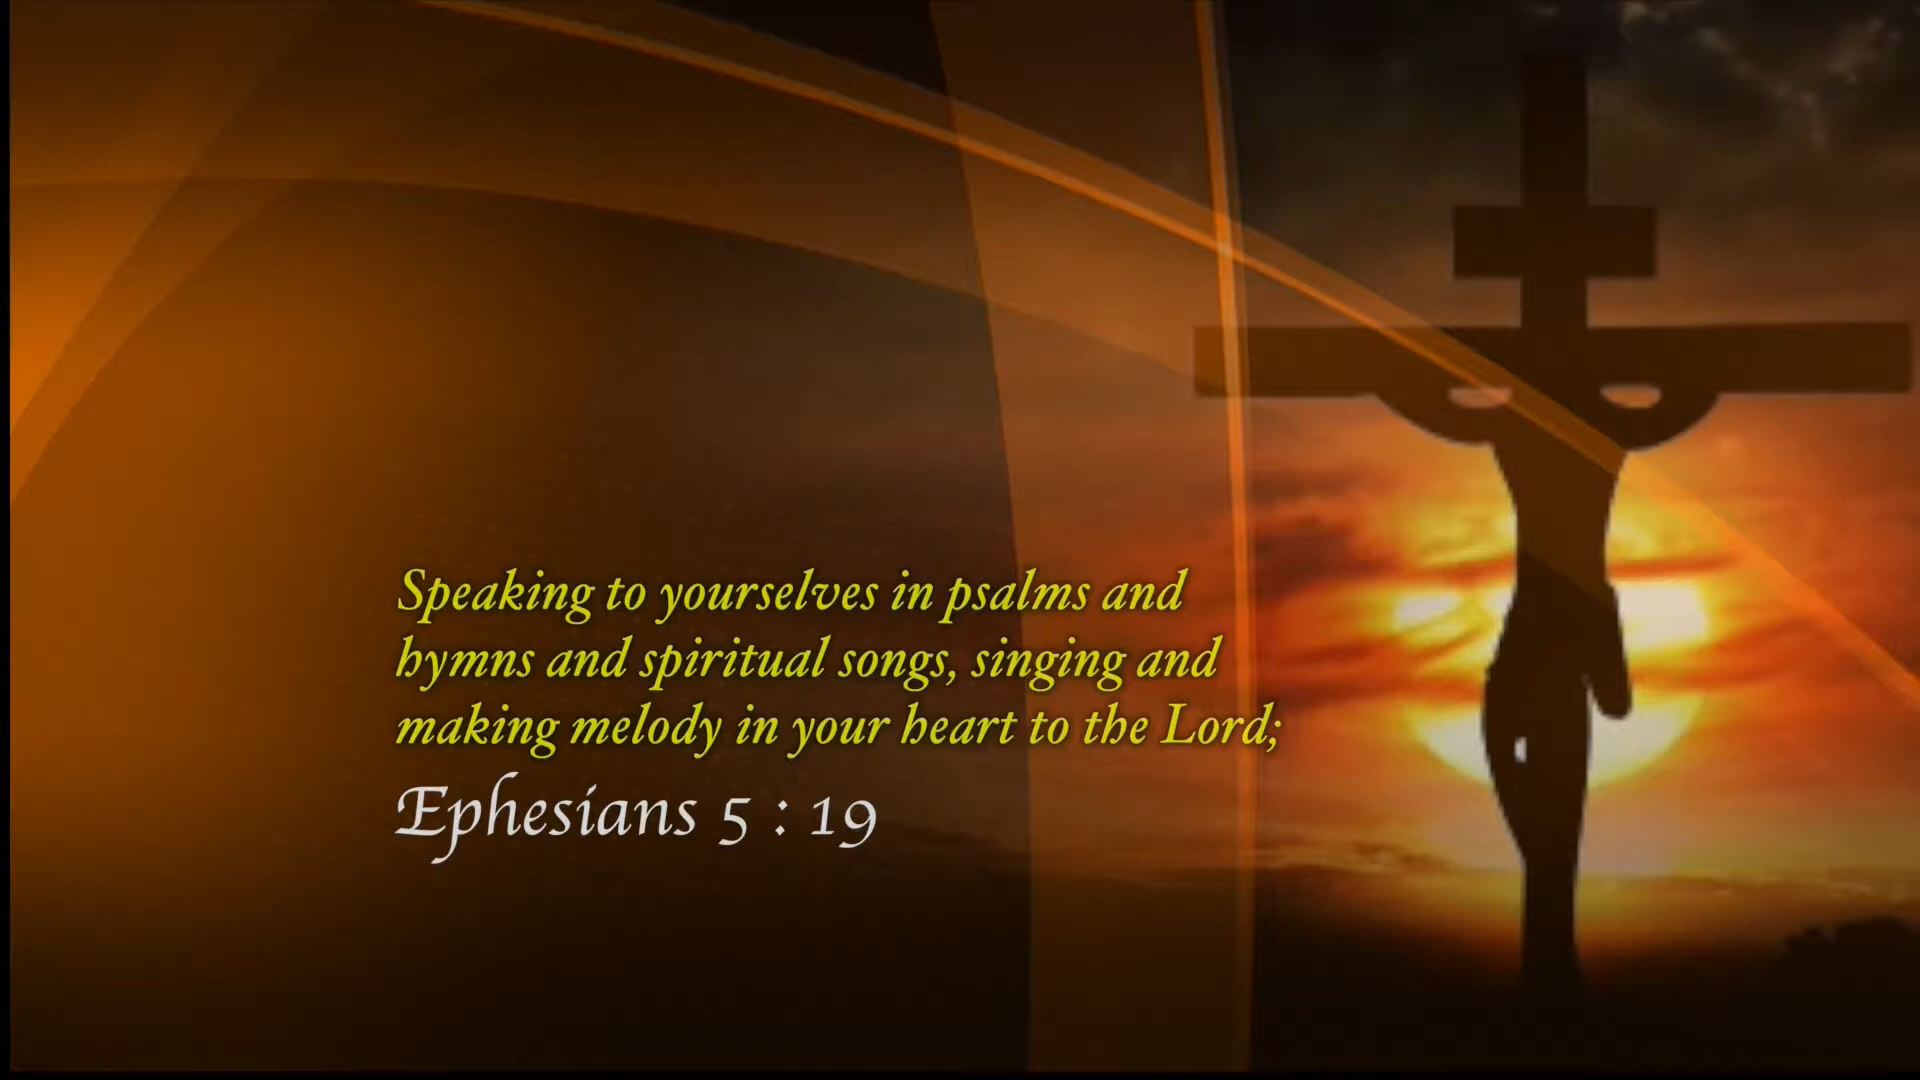 Speaking to yourselves in psalms and
hymns and spiritual songs, singing and
making melody in your heart to the Lord;
Ephesians 5 : 19